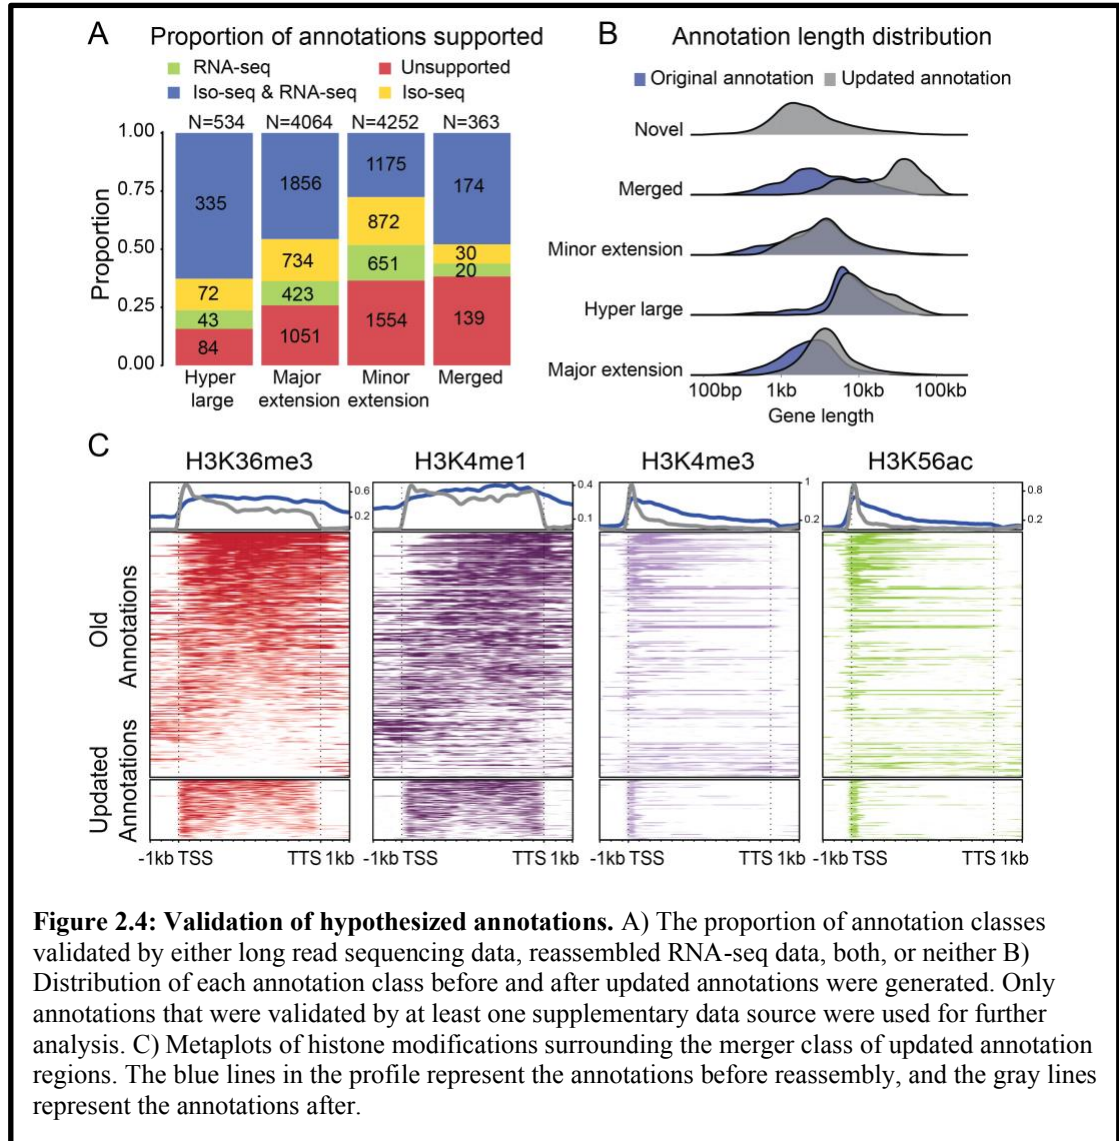 A Proportion of annotations supported
RNA-seq Unsupported
Iso-seq & RNA-seq Iso-seq
N=534 N=4064 N=4252 N=363
Proportion
1.00
0.75
0.50
0.25
0.00
335
72
43
84
1856
734
423
1051
1175
872
651
1554
174
30
20
139
Hyper large
Major extension
Minor extension
Merged
B Annotation length distribution
Original annotation Updated annotation
Novel
Merged
Minor extension
Hyper large
Major extension
100bp 1kb 10kb 100kb
Gene length
C
H3K36me3 H3K4me1 H3K4me3 H3K56ac
0.6
0.2
0.4
0.1
1
0.2
0.8
0.2
Old Annotations
Updated Annotations
-1kb TSS TTS 1kb -1kb TSS TTS 1kb -1kb TSS TTS 1kb -1kb TSS TTS 1kb
Figure 2.4: Validation of hypothesized annotations. A) The proportion of annotation classes
validated by either long read sequencing data, reassembled RNA-seq data, both, or neither B)
Distribution of each annotation class before and after updated annotations were generated. Only
annotations that were validated by at least one supplementary data source were used for further
analysis. C) Metaplots of histone modifications surrounding the merger class of updated annotation
regions. The blue lines in the profile represent the annotations before reassembly, and the gray lines
represent the annotations after.